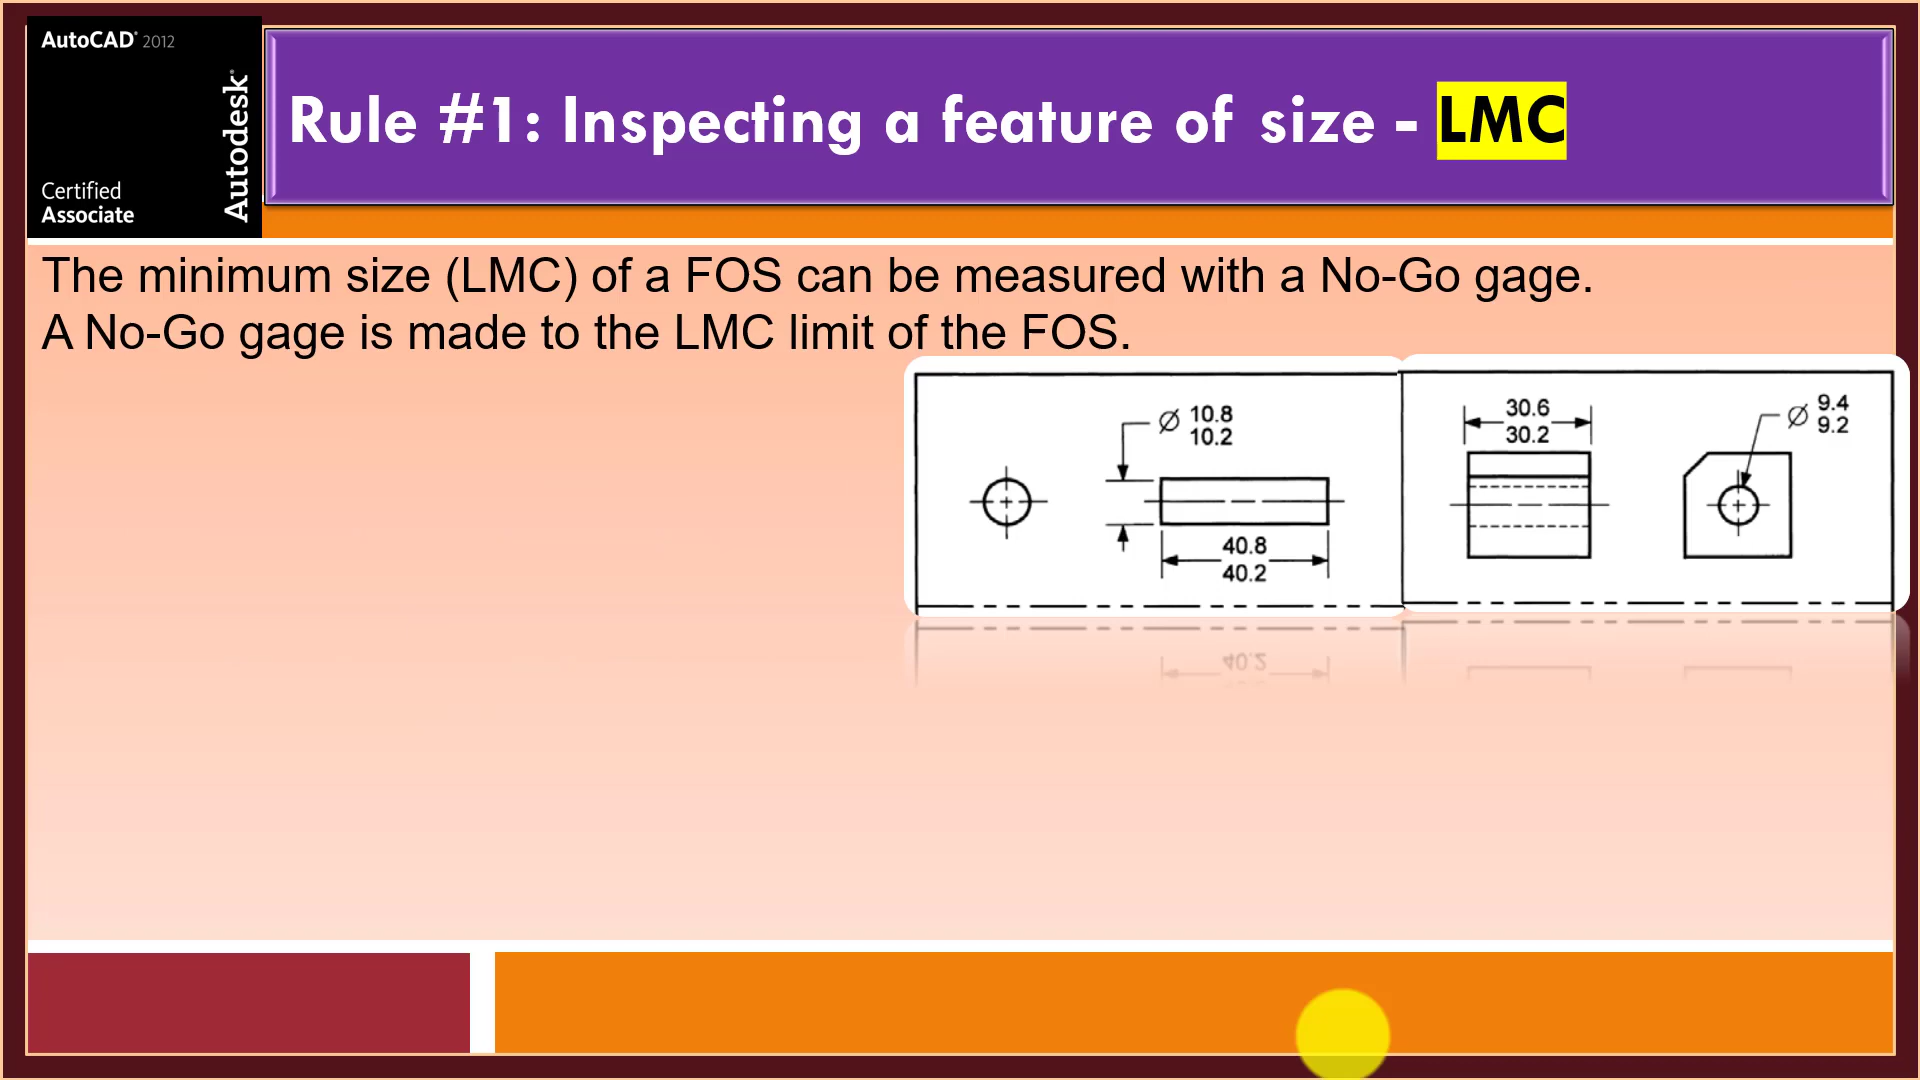 AutoCAD® 2012
Autodesk®
Certified
Associate
Rule #1: Inspecting a feature of size - LMC
The minimum size (LMC) of a FOS can be measured with a No-Go gage.
A No-Go gage is made to the LMC limit of the FOS.
Ø 10.8
10.2
40.8
40.2
30.6
30.2
Ø 9.4
9.2